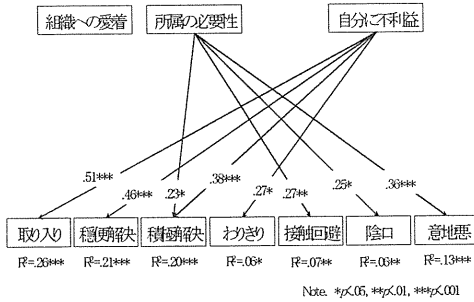 組織への愛着 所属の必要性 自分に不利益
.51*** .46*** .23* .38*** .27* .27** .25* .36***
取り入り 穏便解決 積極解決 わりきり 接触回避 陰口 意地悪
R²=.26*** R²=.21*** R²=.20*** R²=.06* R²=.07** R²=.06** R²=.13***
Note. *p<.05, **p<.01, ***p<.001